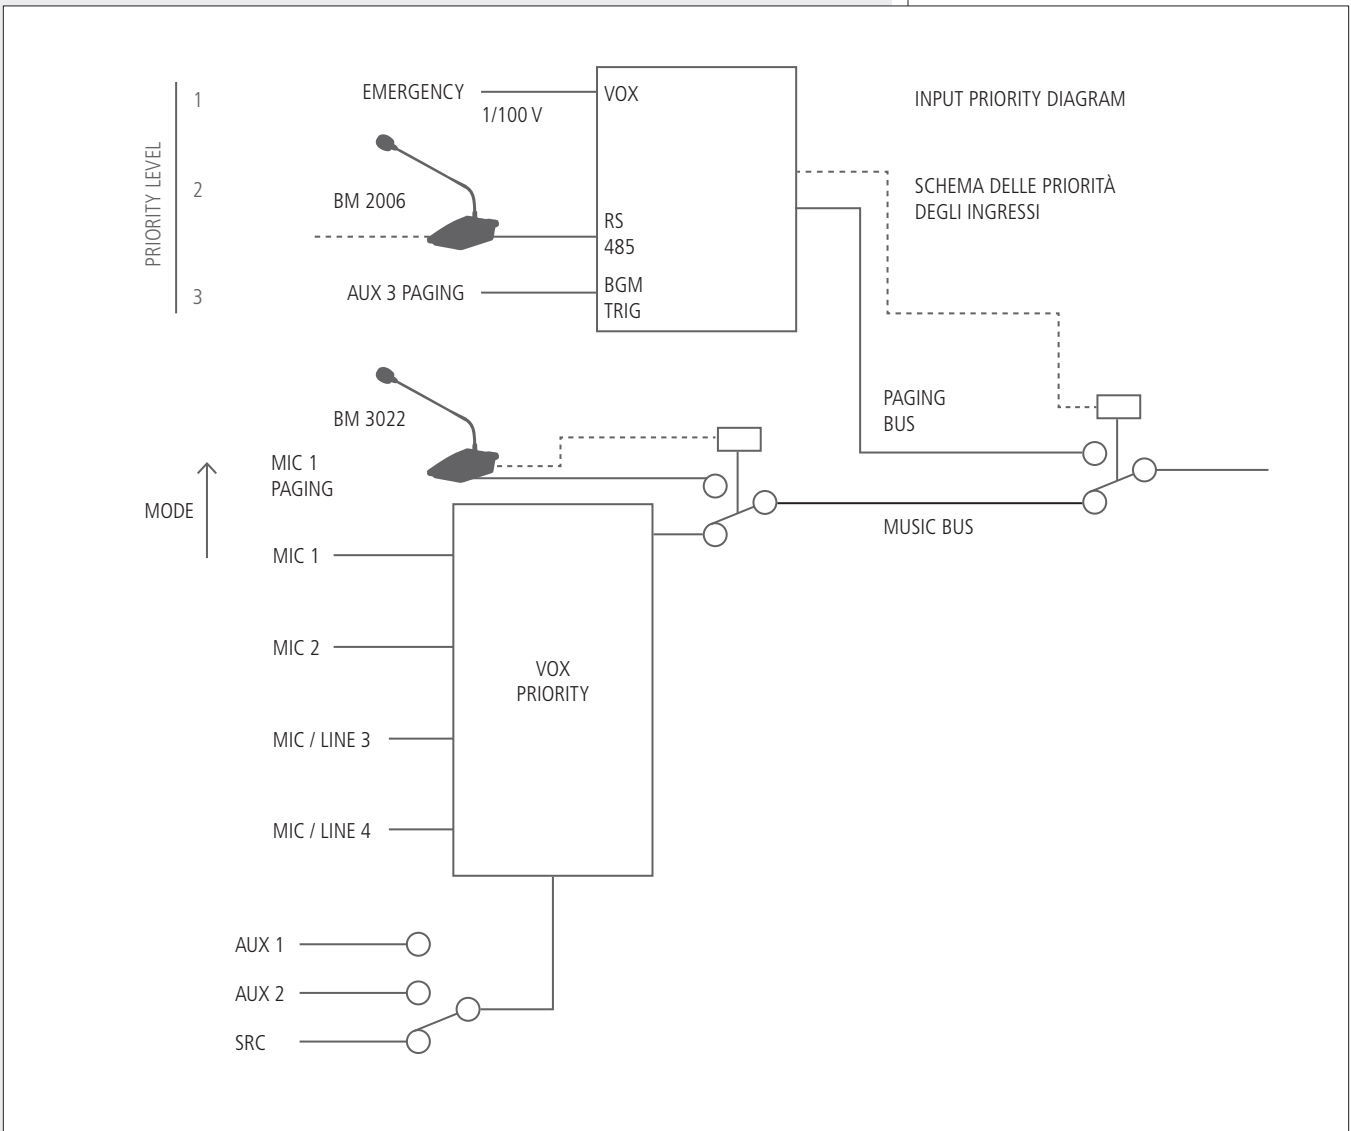 PRIORITY LEVEL
1
2
3
EMERGENCY
1/100 V
VOX
BM 2006
RS
485
AUX 3 PAGING
BGM
TRIG
INPUT PRIORITY DIAGRAM
SCHEMA DELLE PRIORITÀ
DEGLI INGRESSI
BM 3022
MIC 1
PAGING
MODE
PAGING
BUS
MUSIC BUS
MIC 1
MIC 2
MIC / LINE 3
MIC / LINE 4
VOX
PRIORITY
AUX 1
AUX 2
SRC